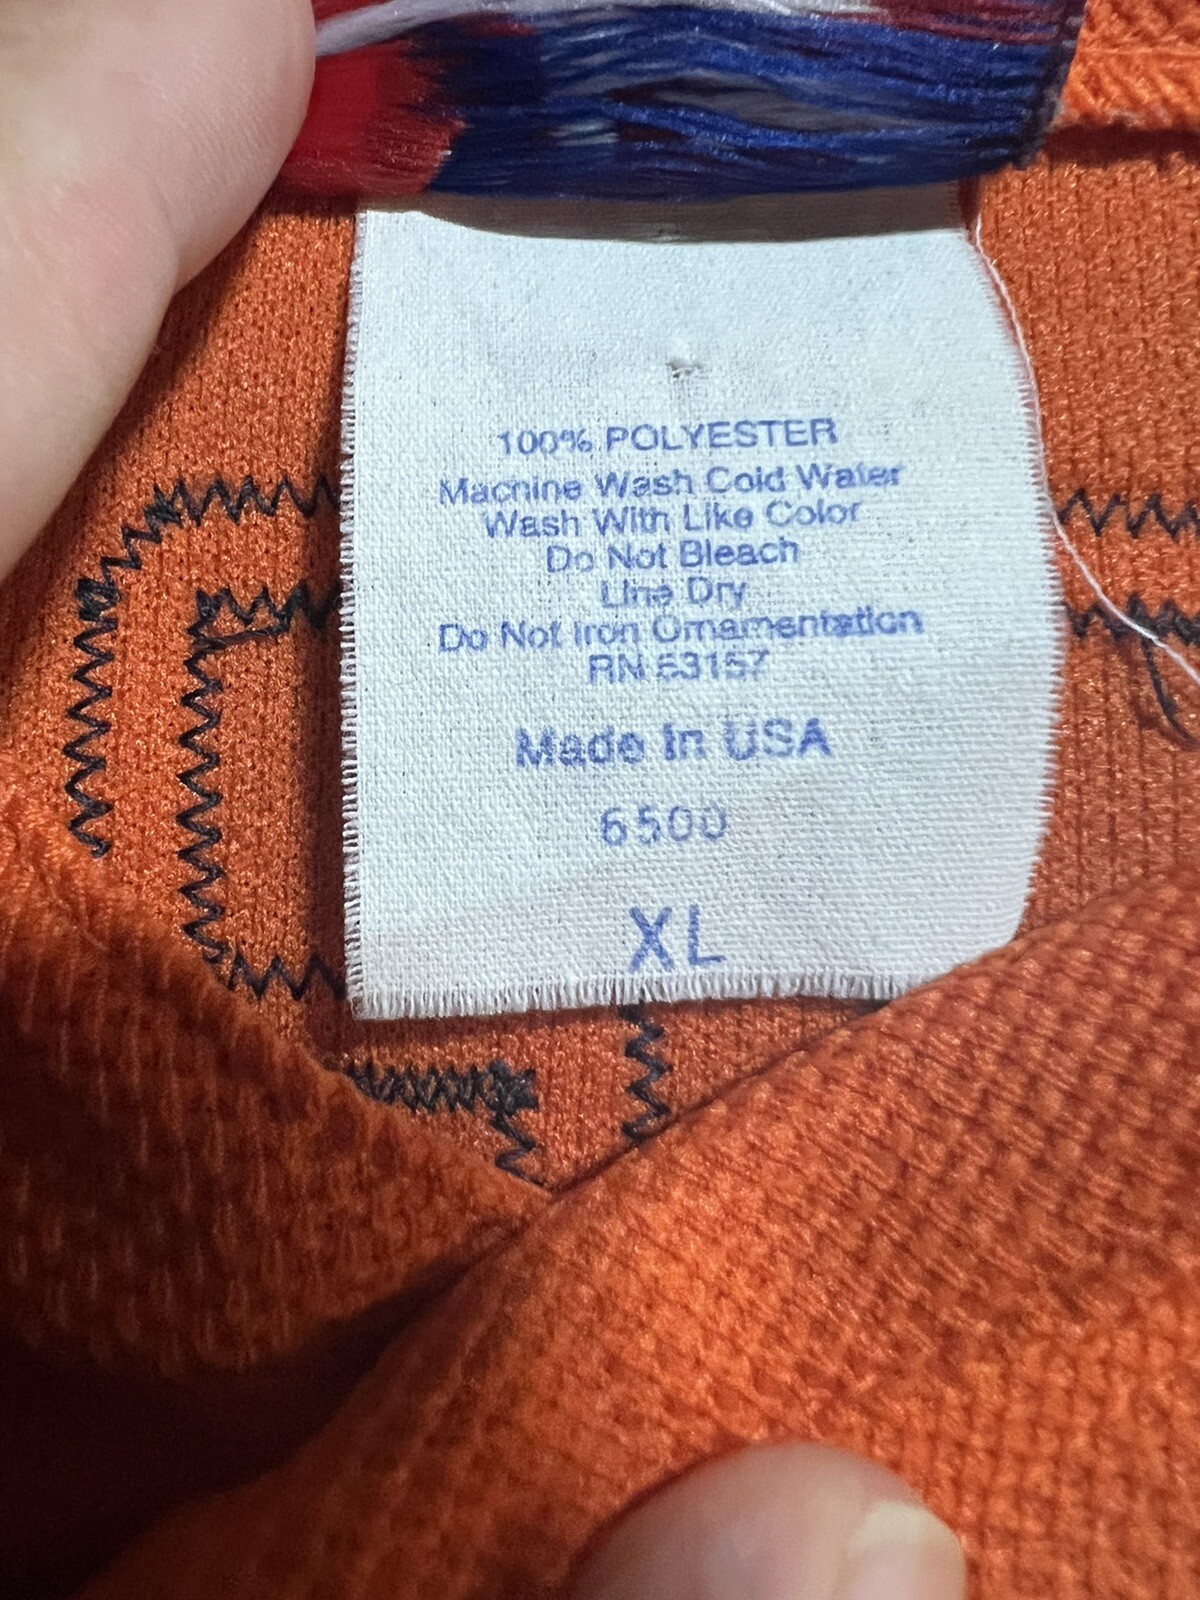 100% POLYESTER
Machine Wash Cold Water
Wash With Like Color
Do Not Bleach
Line Dry
Do Not Iron Ornamentation
RN 53157
Made In USA
6500
XL